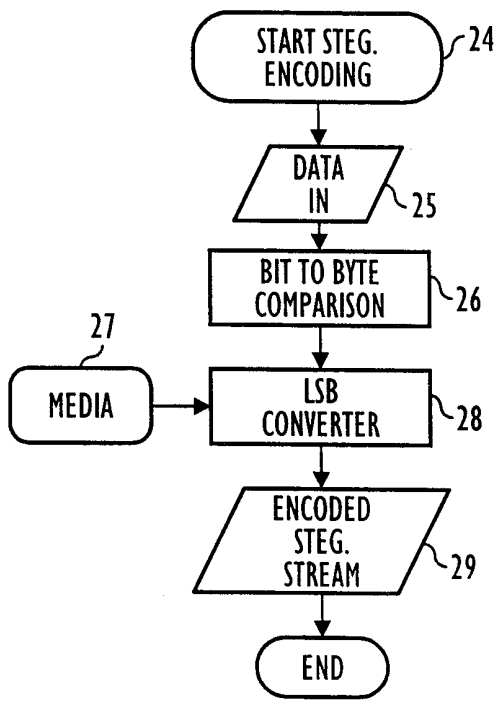 START STEG.
ENCODING
24
DATA
IN
25
BIT TO BYTE
COMPARISON
26
27
MEDIA
LSB
CONVERTER
28
ENCODED
STEG.
STREAM
29
END